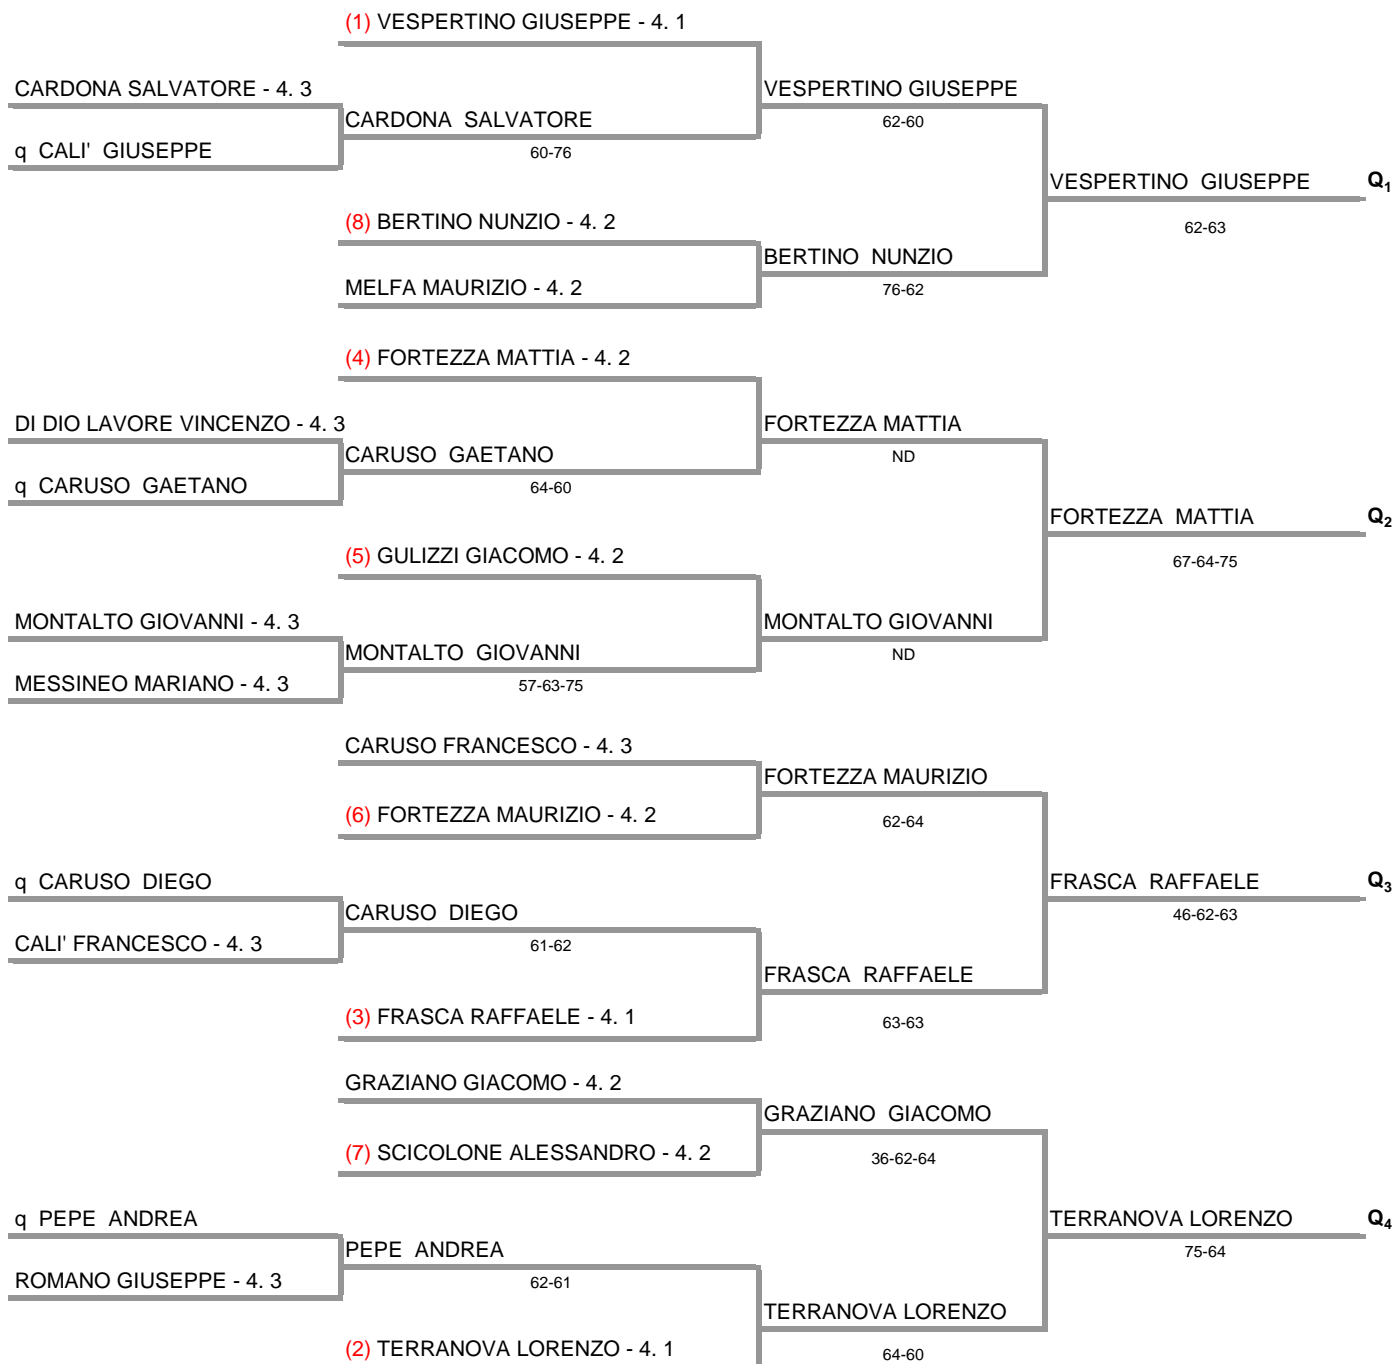 (1) VESPERTINO GIUSEPPE - 4. 1
CARDONA SALVATORE - 4. 3
VESPERTINO GIUSEPPE
CARDONA SALVATORE
62-60
q CALI' GIUSEPPE
60-76
VESPERTINO GIUSEPPE
Q1
(8) BERTINO NUNZIO - 4. 2
62-63
BERTINO NUNZIO
MELFA MAURIZIO - 4. 2
76-62
(4) FORTEZZA MATTIA - 4. 2
DI DIO LAVORE VINCENZO - 4. 3
FORTEZZA MATTIA
CARUSO GAETANO
ND
q CARUSO GAETANO
64-60
FORTEZZA MATTIA
Q2
(5) GULIZZI GIACOMO - 4. 2
67-64-75
MONTALTO GIOVANNI - 4. 3
MONTALTO GIOVANNI
MONTALTO GIOVANNI
ND
MESSINEO MARIANO - 4. 3
57-63-75
CARUSO FRANCESCO - 4. 3
FORTEZZA MAURIZIO
(6) FORTEZZA MAURIZIO - 4. 2
62-64
q CARUSO DIEGO
FRASCA RAFFAELE
Q3
CARUSO DIEGO
46-62-63
CALI' FRANCESCO - 4. 3
61-62
FRASCA RAFFAELE
(3) FRASCA RAFFAELE - 4. 1
63-63
GRAZIANO GIACOMO - 4. 2
GRAZIANO GIACOMO
(7) SCICOLONE ALESSANDRO - 4. 2
36-62-64
q PEPE ANDREA
TERRANOVA LORENZO
Q4
PEPE ANDREA
75-64
ROMANO GIUSEPPE - 4. 3
62-61
TERRANOVA LORENZO
(2) TERRANOVA LORENZO - 4. 1
64-60